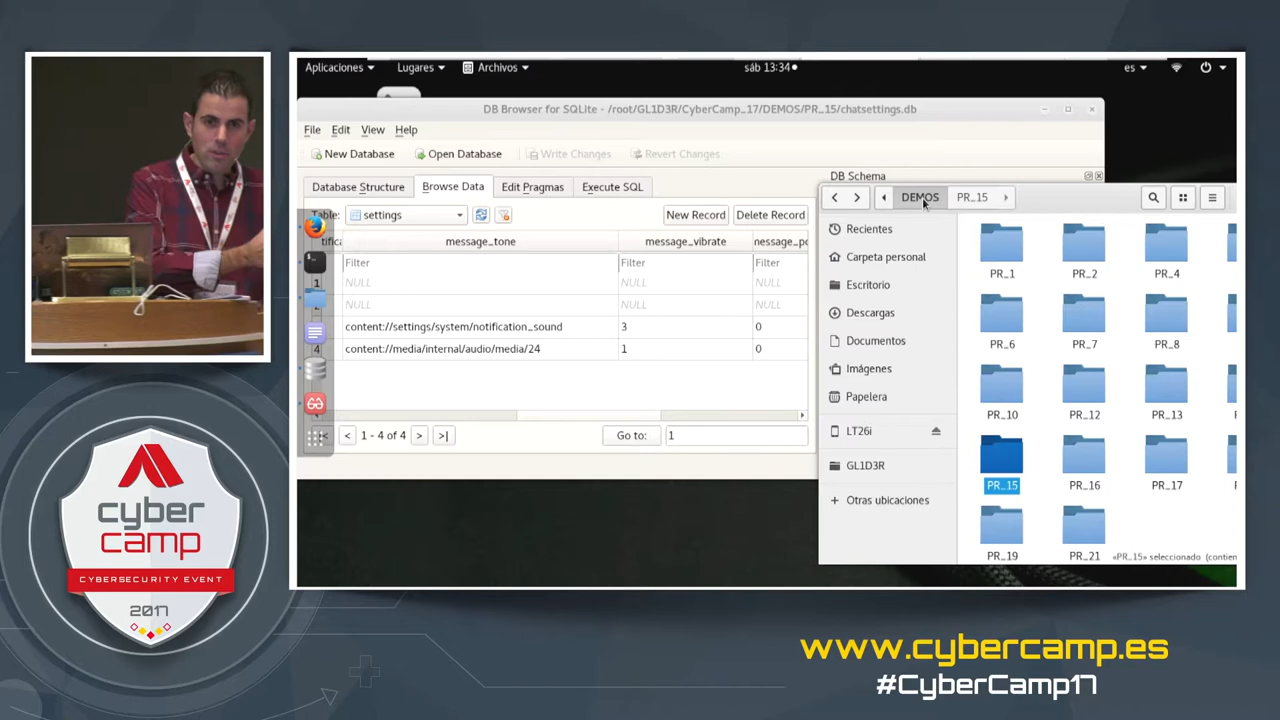 Aplicaciones Lugares Archivos sáb 13:34 es
DB Browser for SQLite - /root/GL1D3R/CyberCamp_17/DEMOS/PR_15/chatsettings.db
File Edit View Help
New Database Open Database Write Changes Revert Changes
DB Schema
Database Structure Browse Data Edit Pragmas Execute SQL
Table: settings New Record Delete Record
tifica message_tone message_vibrate nessage_po
Filter Filter Filter
1 NULL NULL NULL
NULL NULL NULL
content://settings/system/notification_sound 3 0
4 content://media/internal/audio/media/24 1 0
< 1 - 4 of 4 > >| Go to: 1
DEMOS PR_15
Recientes
Carpeta personal
Escritorio
Descargas
Documentos
Imágenes
Papelera
LT26i
GL1D3R
Otras ubicaciones
PR_1 PR_2 PR_4
PR_6 PR_7 PR_8
PR_10 PR_12 PR_13
PR_15 PR_16 PR_17
PR_19 PR_21 «PR_15» seleccionado (contien
cyber
camp
CYBERSECURITY EVENT
2017
www.cybercamp.es
#CyberCamp17